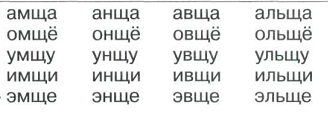 амща анща авща альща
омщё онщё овщё ольщё
умщу унщу увщу ульщу
имщи инщи ивщи ильщи
эмще энще эвще эльще